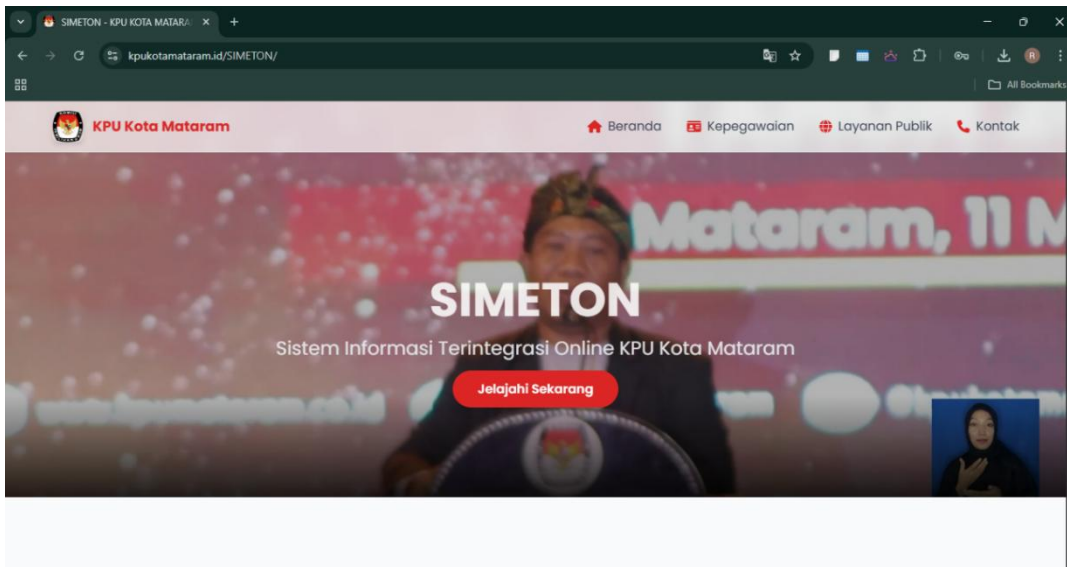 SIMETON - KPU KOTA MATARA
kpukotamataram.id/SIMETON/
R
All Bookmarks
KPU Kota Mataram
Beranda
Kepegawaian
Layanan Publik
Kontak
Mataram, 11 M
SIMETON
Sistem Informasi Terintegrasi Online KPU Kota Mataram
Jelajahi Sekarang